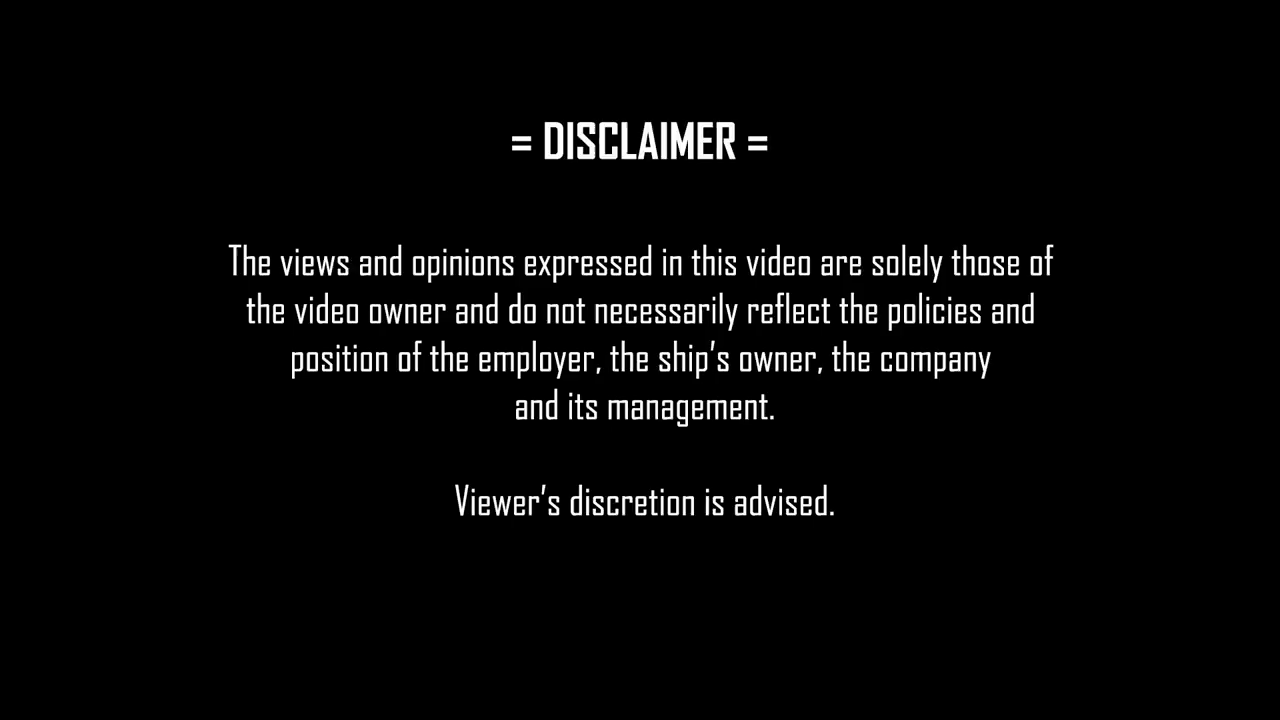 = DISCLAIMER =
The views and opinions expressed in this video are solely those of
the video owner and do not necessarily reflect the policies and
position of the employer, the ship’s owner, the company
and its management.
Viewer’s discretion is advised.